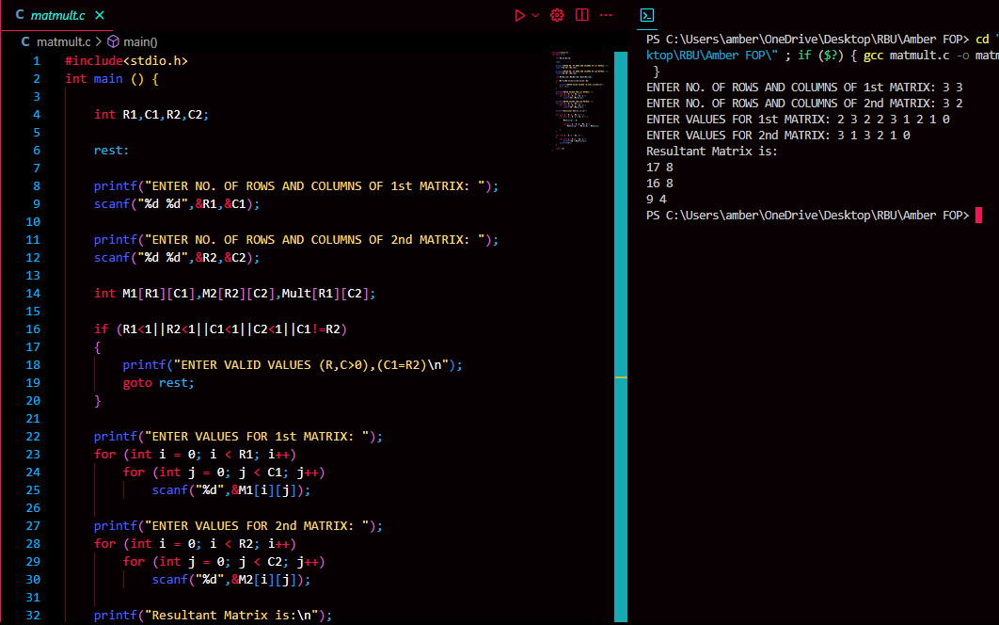 C matmult.c ×
C matmult.c > main()
1 #include<stdio.h>
2 int main () {
3
4 int R1,C1,R2,C2;
5
6 rest:
7
8 printf("ENTER NO. OF ROWS AND COLUMNS OF 1st MATRIX: ");
9 scanf("%d %d",&R1,&C1);
10
11 printf("ENTER NO. OF ROWS AND COLUMNS OF 2nd MATRIX: ");
12 scanf("%d %d",&R2,&C2);
13
14 int M1[R1][C1],M2[R2][C2],Mult[R1][C2];
15
16 if (R1<1||R2<1||C1<1||C2<1||C1!=R2)
17 {
18 printf("ENTER VALID VALUES (R,C>0),(C1=R2)\n");
19 goto rest;
20 }
21
22 printf("ENTER VALUES FOR 1st MATRIX: ");
23 for (int i = 0; i < R1; i++)
24 for (int j = 0; j < C1; j++)
25 scanf("%d",&M1[i][j]);
26
27 printf("ENTER VALUES FOR 2nd MATRIX: ");
28 for (int i = 0; i < R2; i++)
29 for (int j = 0; j < C2; j++)
30 scanf("%d",&M2[i][j]);
31
32 printf("Resultant Matrix is:\n");
PS C:\Users\amber\OneDrive\Desktop\RBU\Amber FOP> cd "
ktop\RBU\Amber FOP\" ; if ($?) { gcc matmult.c -o matm
}
ENTER NO. OF ROWS AND COLUMNS OF 1st MATRIX: 3 3
ENTER NO. OF ROWS AND COLUMNS OF 2nd MATRIX: 3 2
ENTER VALUES FOR 1st MATRIX: 2 3 2 2 3 1 2 1 0
ENTER VALUES FOR 2nd MATRIX: 3 1 3 2 1 0
Resultant Matrix is:
17 8
16 8
9 4
PS C:\Users\amber\OneDrive\Desktop\RBU\Amber FOP>